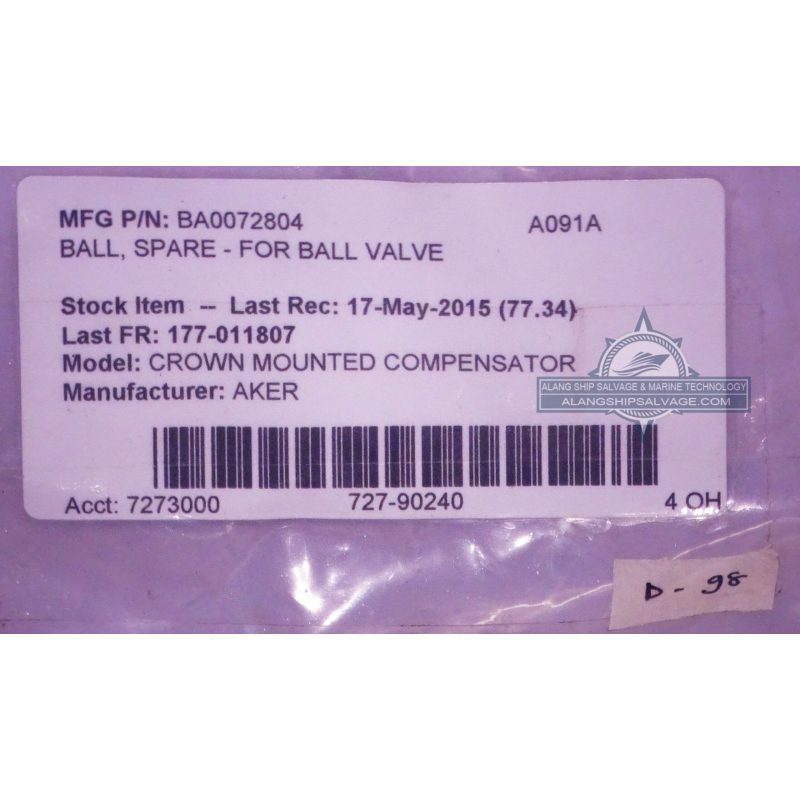 MFG P/N: BA0072804 A091A
BALL, SPARE - FOR BALL VALVE
Stock Item -- Last Rec: 17-May-2015 (77.34)
Last FR: 177-011807
Model: CROWN MOUNTED COMPENSATOR
Manufacturer: AKER
ALANG SHIP SALVAGE & MARINE TECHNOLOGY
ALANGSHIPSALVAGE.COM
Acct: 7273000 727-90240 4 OH
D - 98